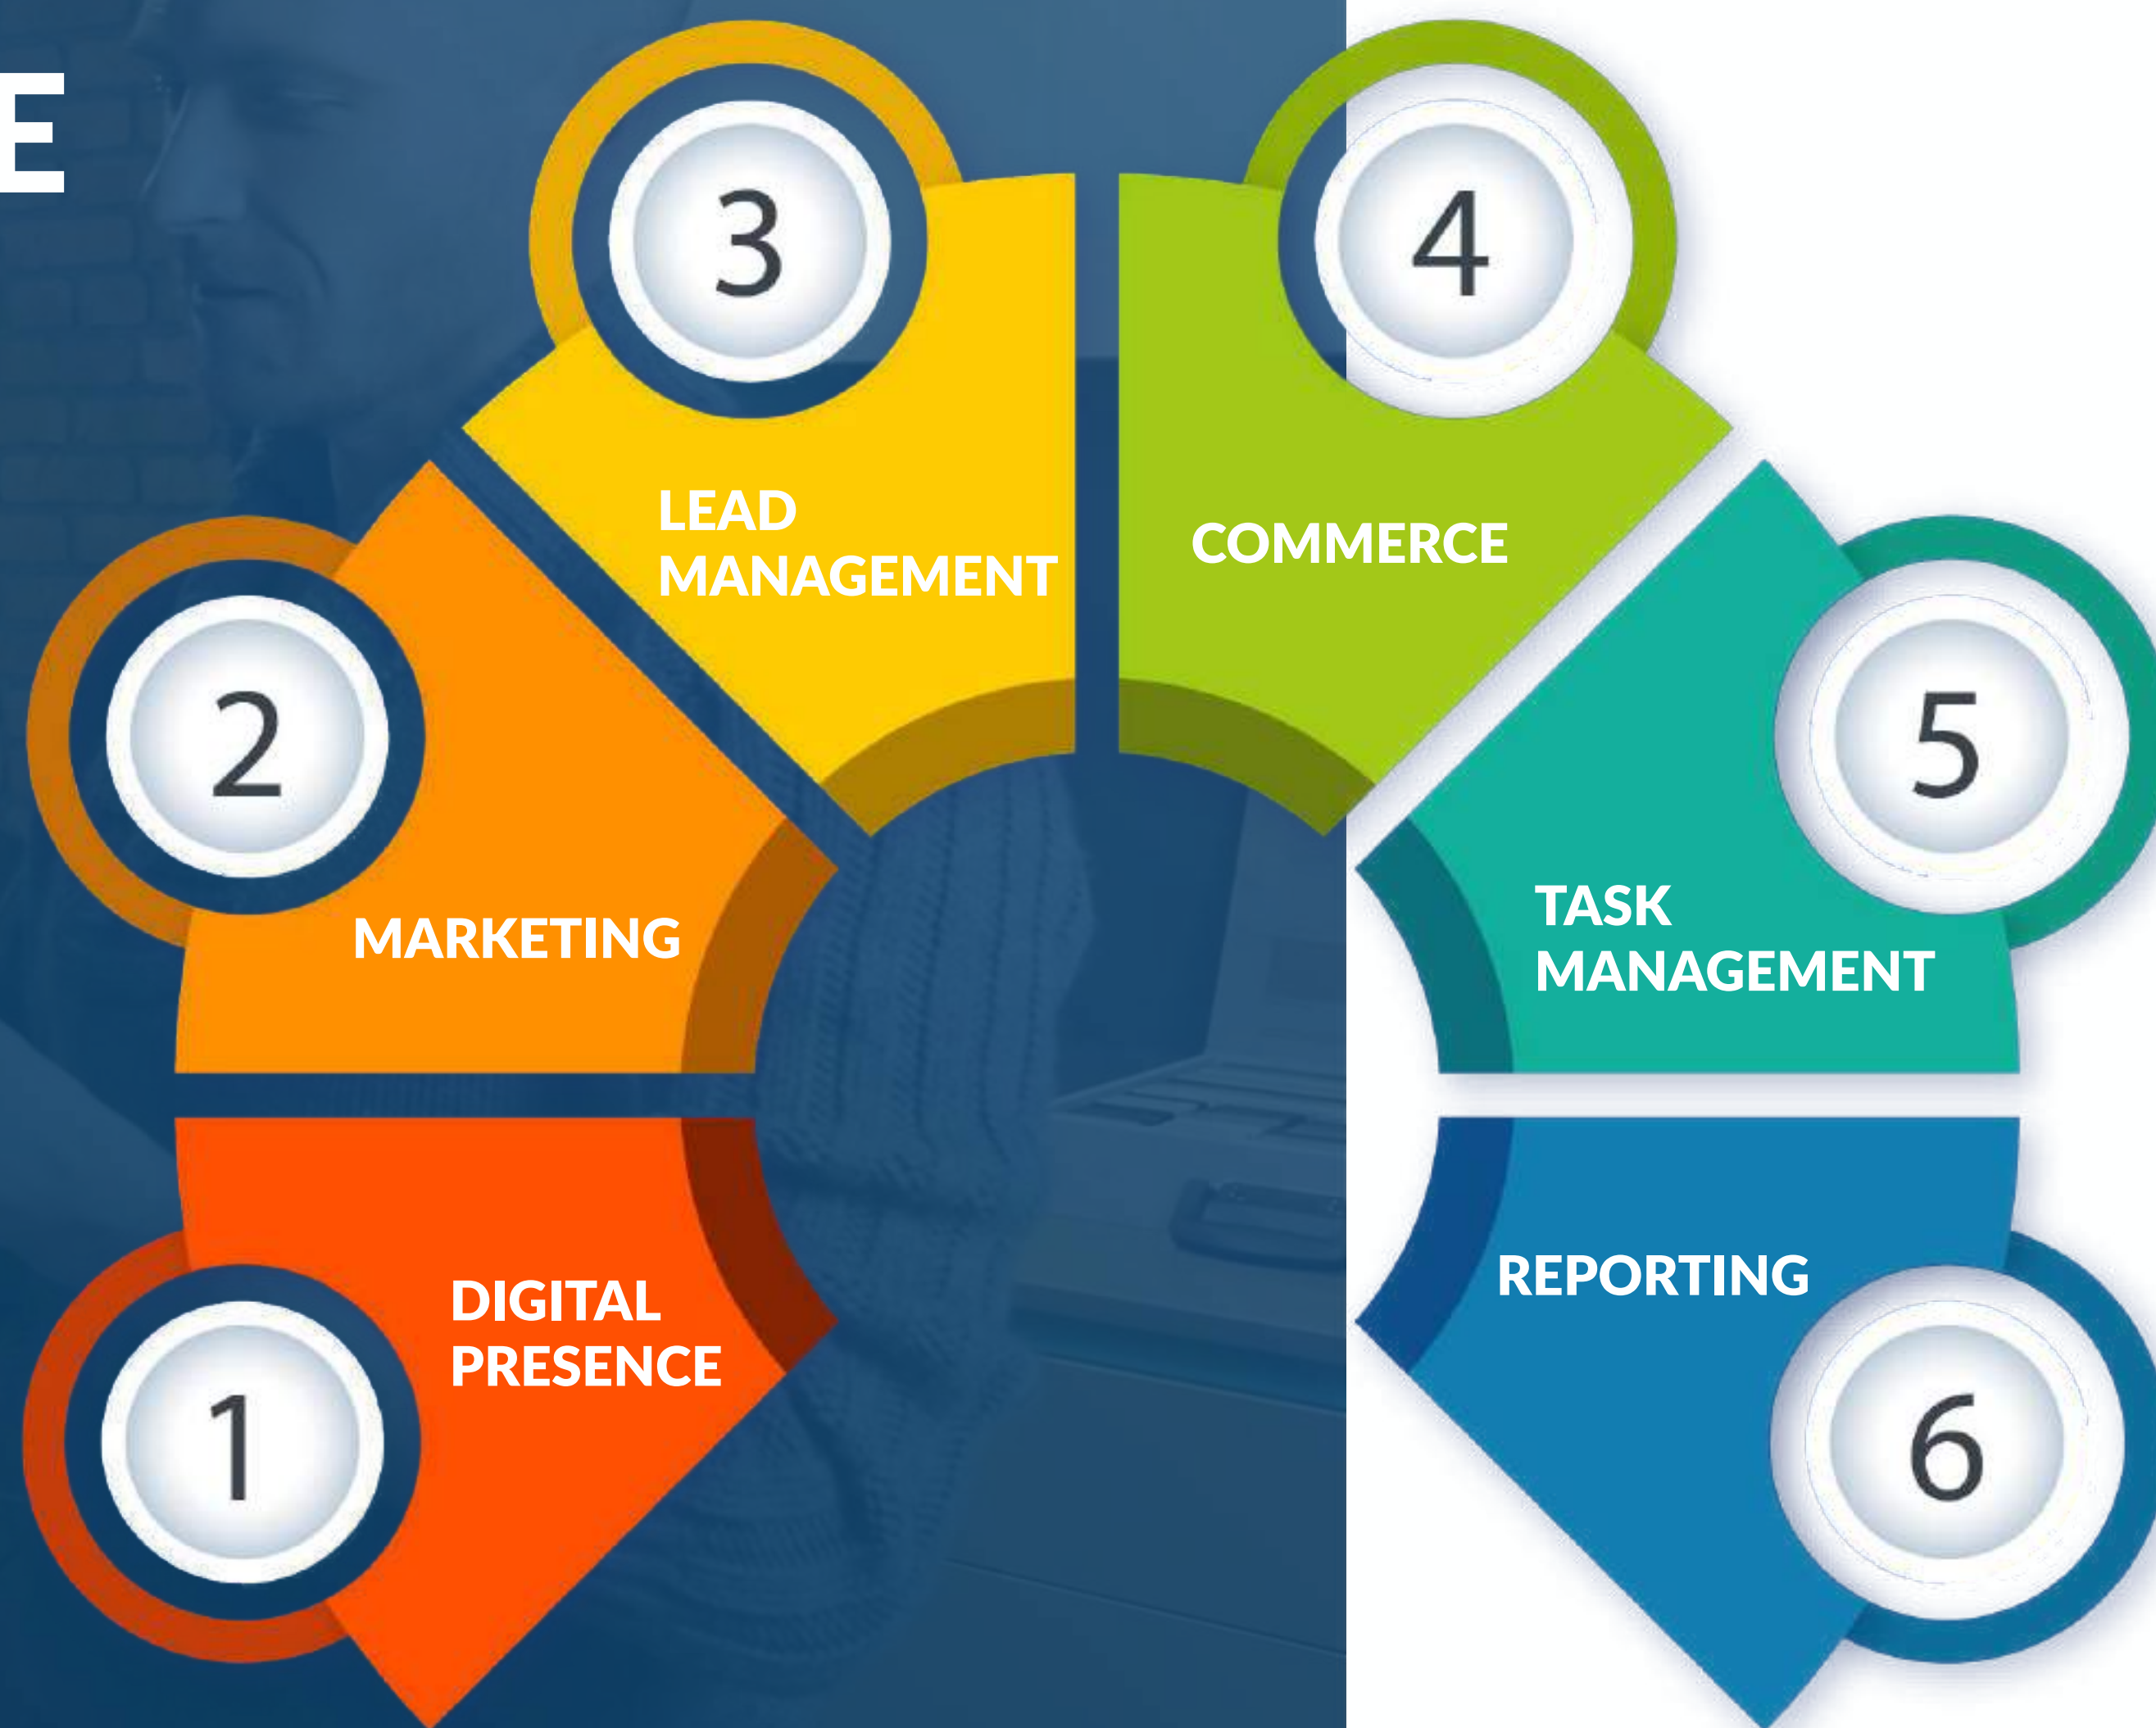 E
3
4
LEAD
MANAGEMENT
COMMERCE
2
5
MARKETING
TASK
MANAGEMENT
1
DIGITAL
PRESENCE
REPORTING
6